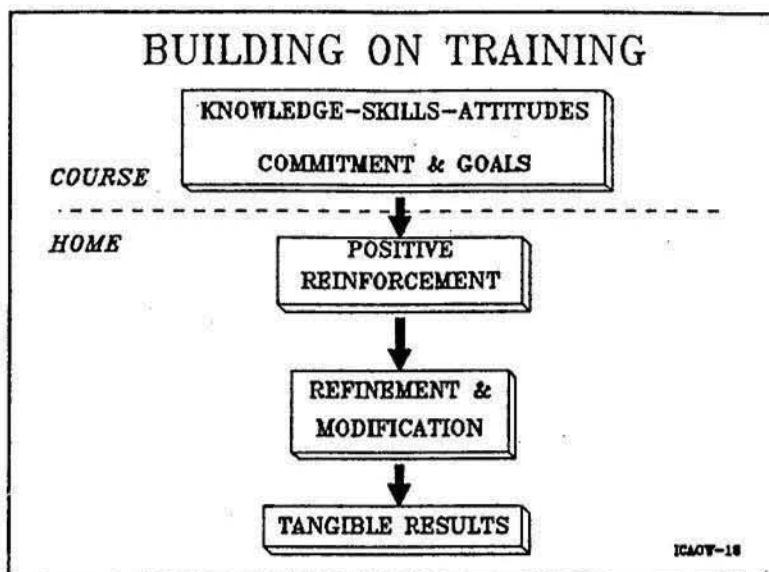 BUILDING ON TRAINING
KNOWLEDGE-SKILLS-ATTITUDES
COMMITMENT & GOALS
COURSE
HOME
POSITIVE
REINFORCEMENT
REFINEMENT &
MODIFICATION
TANGIBLE RESULTS